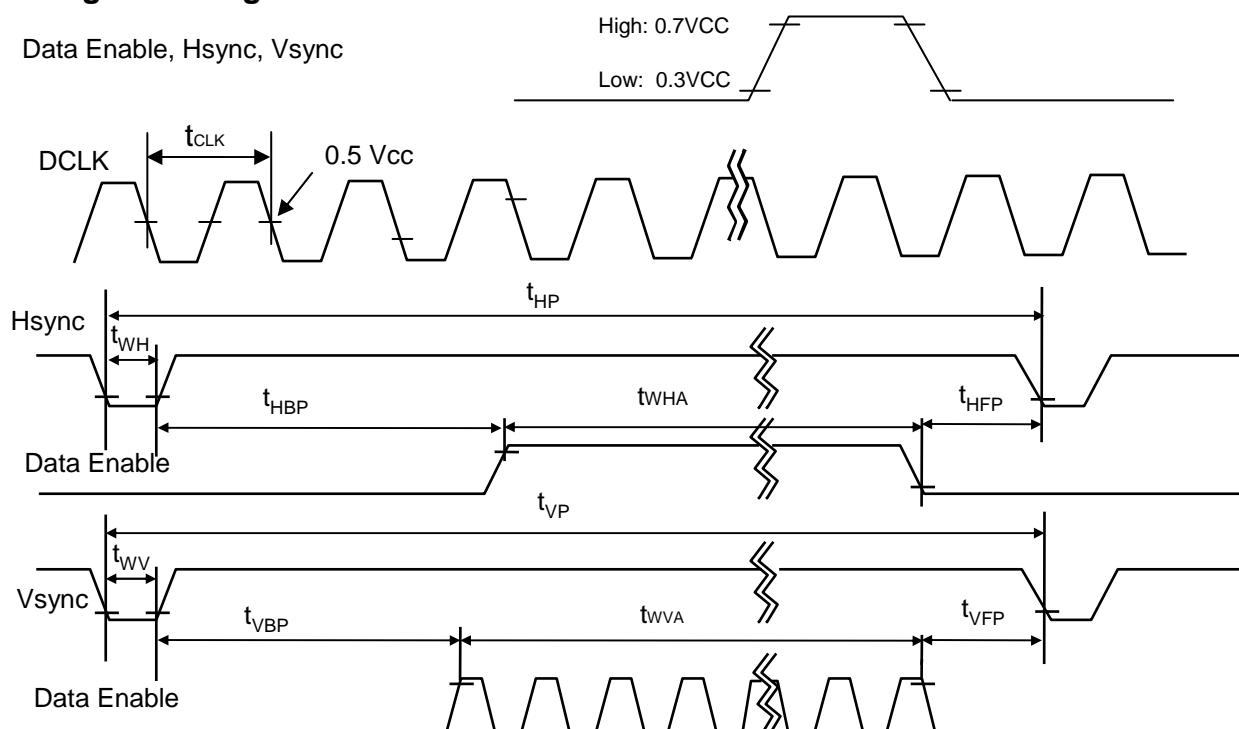 Data Enable, Hsync, Vsync
High: 0.7VCC
Low: 0.3VCC
tCLK
DCLK
0.5 Vcc
tHP
Hsync
tWH
tHBP
tWHA
tHFP
Data Enable
tVP
tWV
Vsync
tVBP
tWVA
tVFP
Data Enable